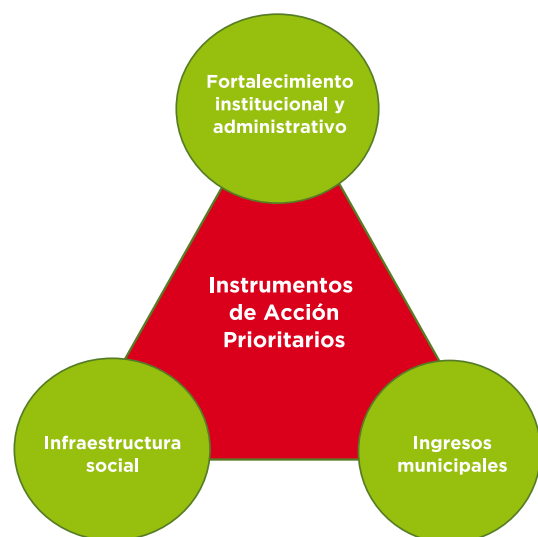 Fortalecimiento
institucional y
administrativo
Instrumentos
de Acción
Prioritarios
Infraestructura
social
Ingresos
municipales